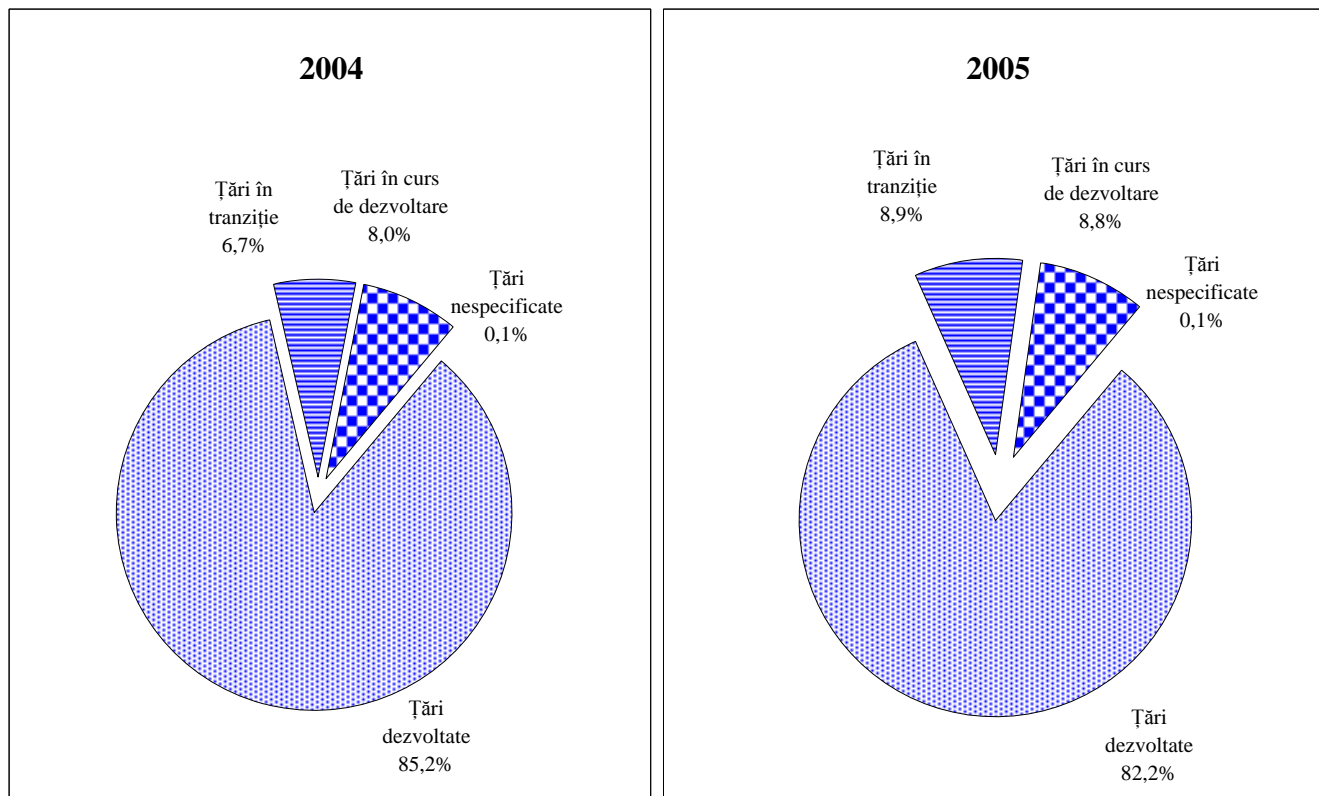 2004
Țări în
tranziție
6,7%
Țări în curs
de dezvoltare
8,0%
Țări
nespecificate
0,1%
Țări
dezvoltate
85,2%
2005
Țări în
tranziție
8,9%
Țări în curs
de dezvoltare
8,8%
Țări
nespecificate
0,1%
Țări
dezvoltate
82,2%